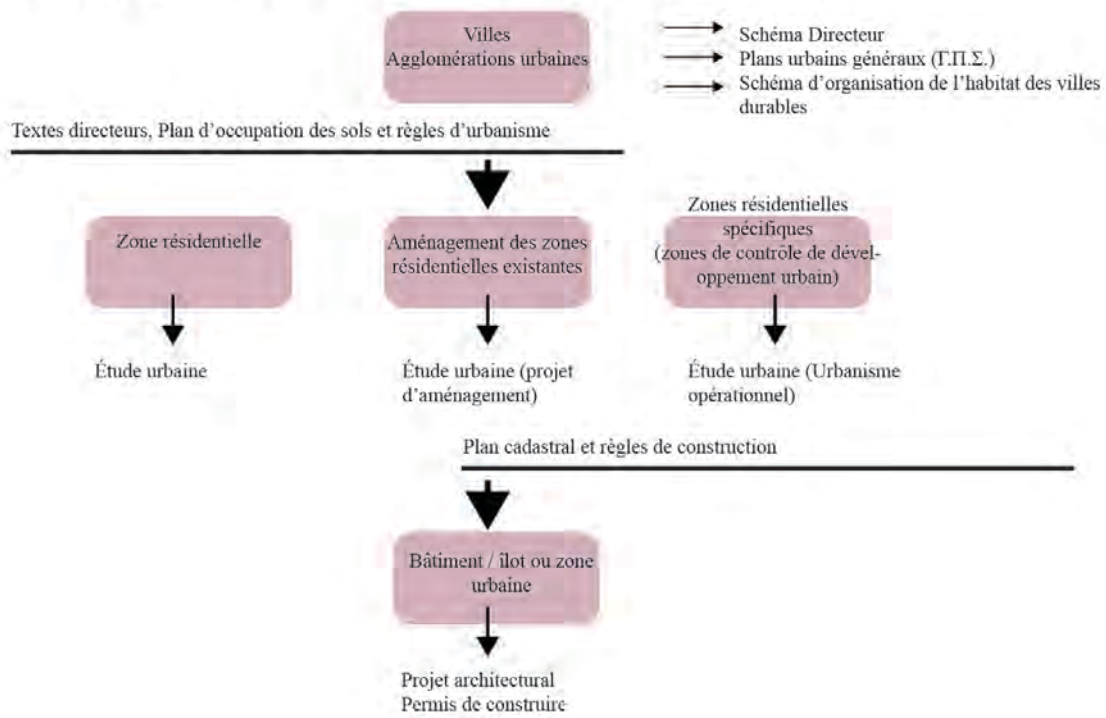 Villes
Agglomérations urbaines
Schéma Directeur
Plans urbains généraux (Γ.Π.Σ.)
Schéma d’organisation de l’habitat des villes
durables
Textes directeurs, Plan d’occupation des sols et règles d’urbanisme
Zone résidentielle
Aménagement des zones
résidentielles existantes
Zones résidentielles
spécifiques
(zones de contrôle de dével-
oppement urbain)
Étude urbaine
Étude urbaine (projet
d’aménagement)
Étude urbaine (Urbanisme
opérationnel)
Plan cadastral et règles de construction
Bâtiment / îlot ou zone
urbaine
Projet architectural
Permis de construire